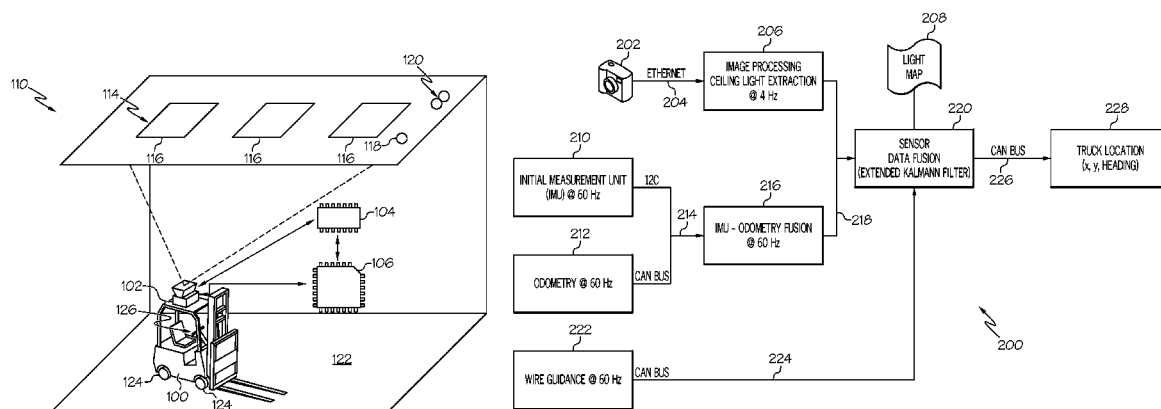 110
114
116
116
116
120
118
104
106
102
126
124
100
124
122
202
ETHERNET
204
206
IMAGE PROCESSING
CEILING LIGHT EXTRACTION
@ 4 Hz
208
LIGHT
MAP
210
INITIAL MEASUREMENT UNIT
(IMU) @ 60 Hz
I2C
212
ODOMETRY @ 60 Hz
CAN BUS
214
216
IMU - ODOMETRY FUSION
@ 60 Hz
218
220
SENSOR
DATA FUSION
(EXTENDED KALMANN FILTER)
CAN BUS
226
228
TRUCK LOCATION
(x, y, HEADING)
222
WIRE GUIDANCE @ 60 Hz
CAN BUS
224
200